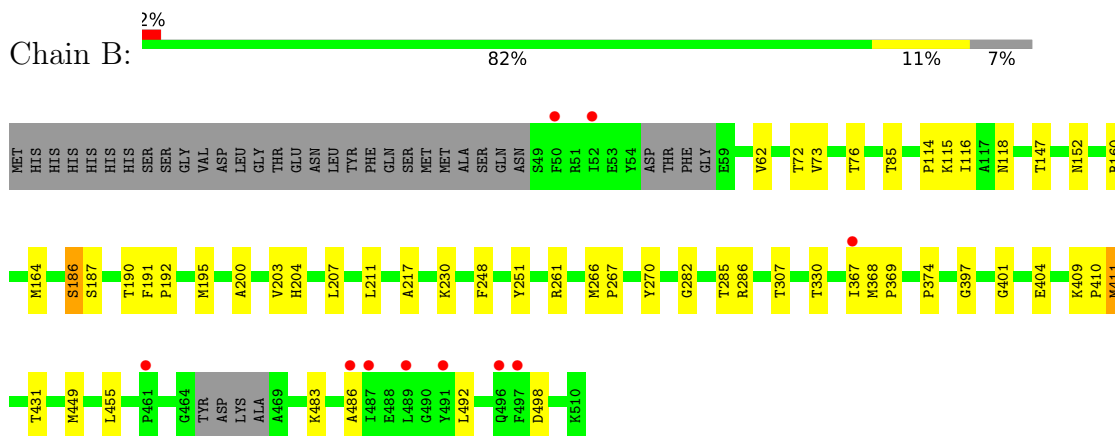 2%
Chain B:
82% 11% 7%
MET HIS HIS HIS HIS HIS HIS SER SER GLY VAL ASP LEU GLY THR GLU ASN LEU TYR PHE GLN SER MET MET ALA SER GLN ASN S49 F50 R51 I52 E53 Y54 ASP THR PHE GLY E59 V62 T72 V73 T76 T85 P114 K115 I116 A117 N118 T147 N152
M164 S186 S187 T190 F191 P192 M195 A200 V203 H204 L207 L211 A217 K230 F248 Y251 R261 M266 P267 Y270 G282 T285 R286 T307 T330 I367 M368 P369 P374 G397 G401 E404 K409 P410
T431 M449 L455 P461 G464 TYR ASP LYS ALA A469 K483 A486 I487 E488 L489 G490 Y491 L492 Q496 F497 D498 K510